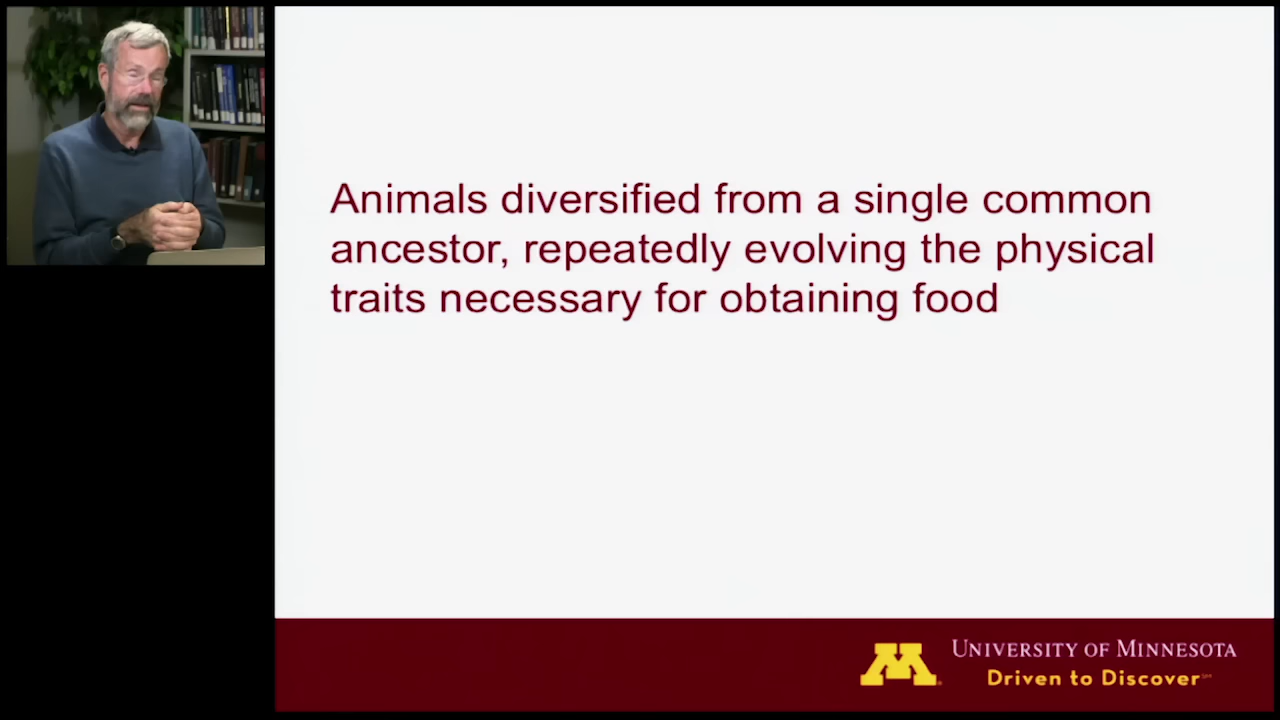 Animals diversified from a single common
ancestor, repeatedly evolving the physical
traits necessary for obtaining food
M
UNIVERSITY OF MINNESOTA
Driven to Discover